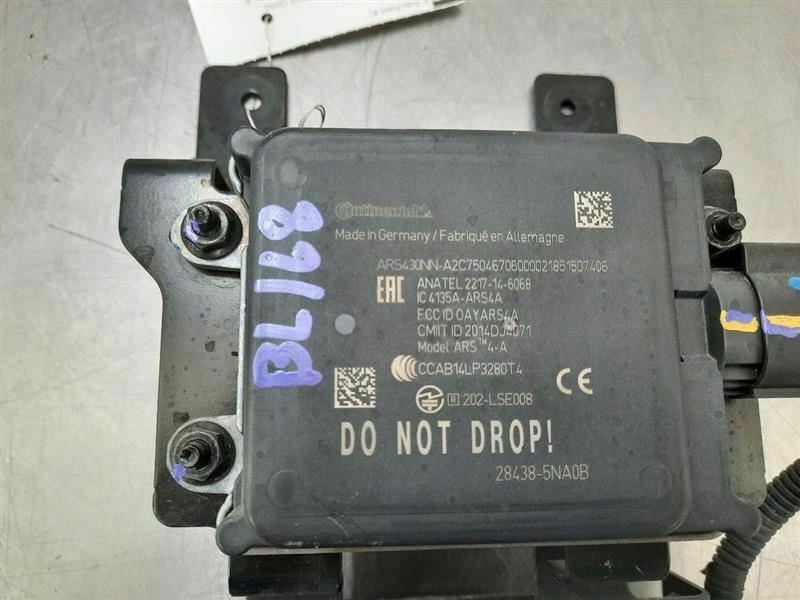 Continental
Made in Germany / Fabriqué en Allemagne
ARS430NN-A2C75046706000021851507406
EAC
ANATEL 2217-14-6068
IC 4135A-ARS4A
FCC ID OAYARS4A
CMIIT ID 2014DJ4071
Model ARS™4-A
CCAB14LP3280T4
CE
R 202-LSE008
DO NOT DROP!
28438-5NA0B
BL168